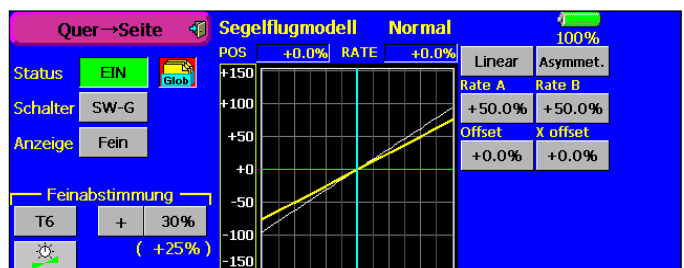 Quer→Seite Segelflugmodell Normal
100%
POS +0.0% RATE +0.0%
Linear Asymmet.
Status EIN Glob
Rate A Rate B
+50.0% +50.0%
Schalter SW-G
Offset X offset
+0.0% +0.0%
Anzeige Fein
+150
+100
+50
+0
-50
-100
-150
Feinabstimmung
T6 + 30%
( +25% )